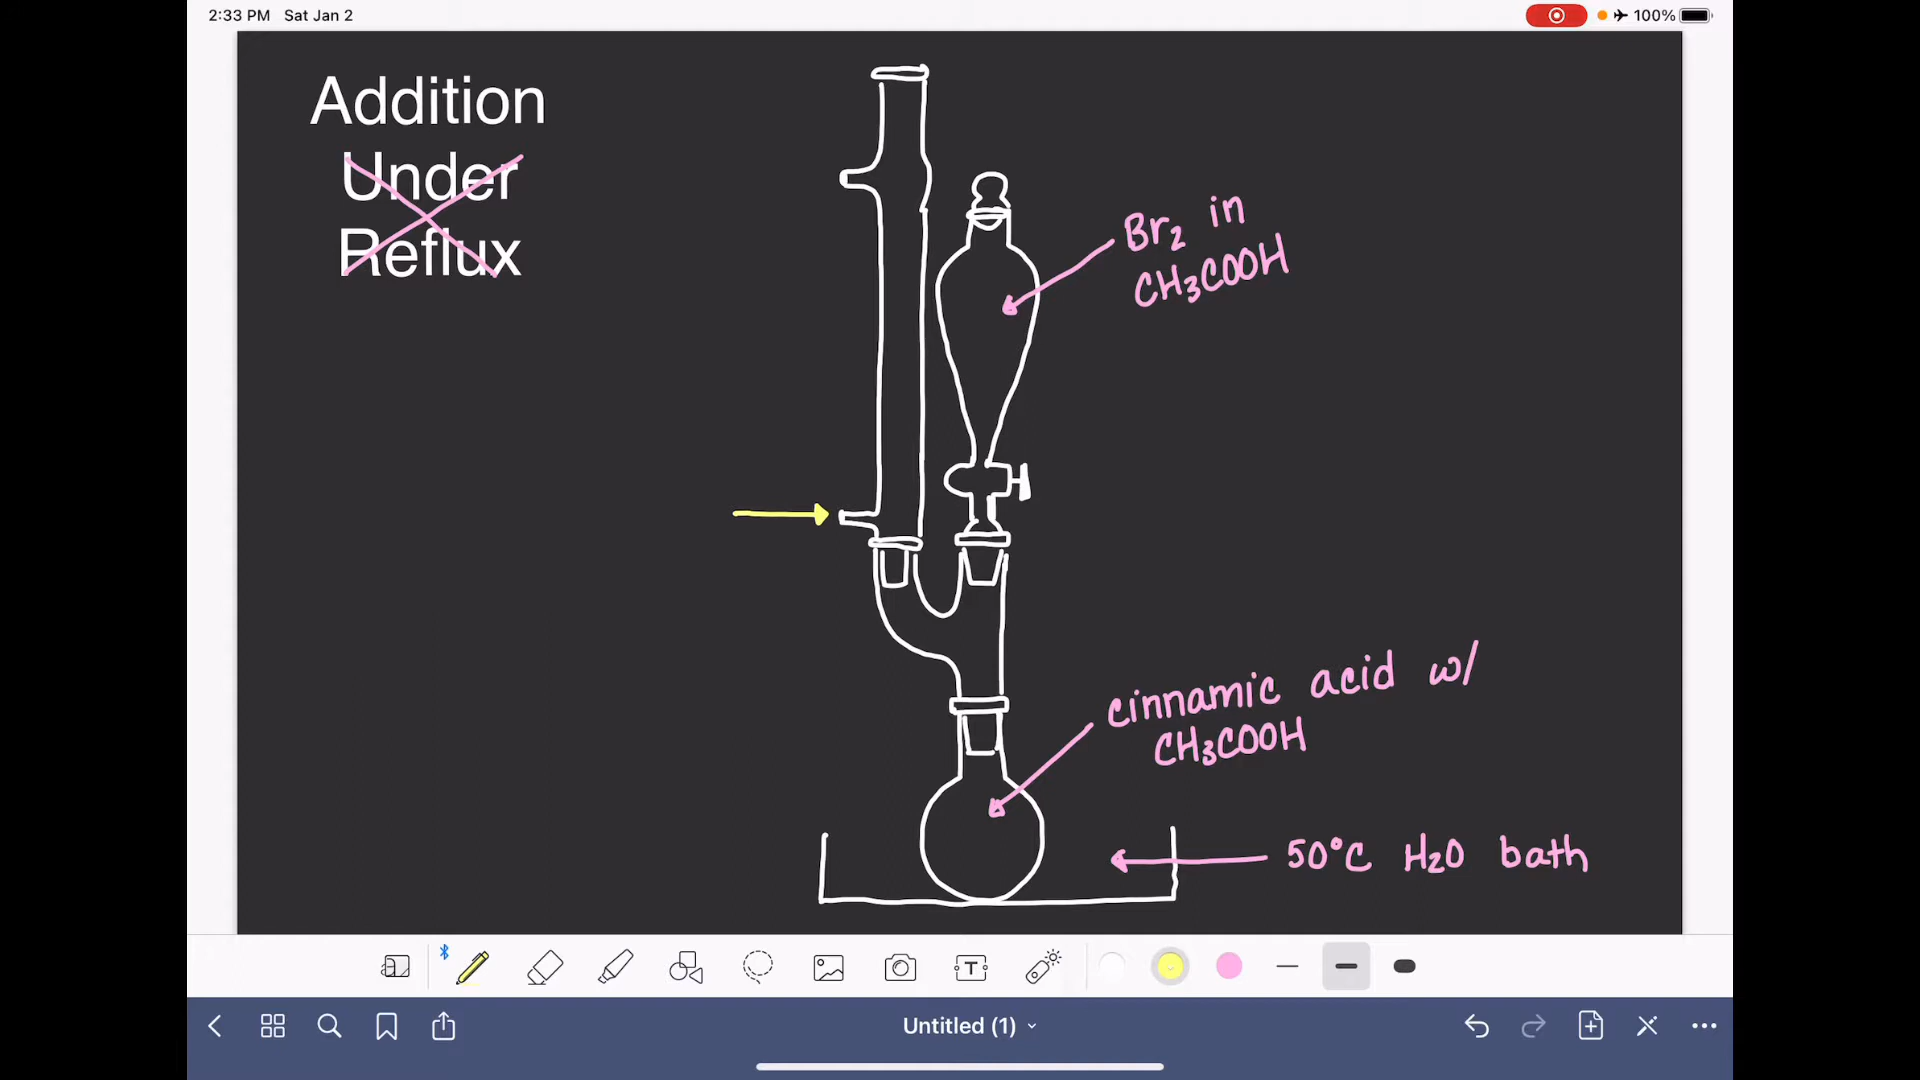 2:33 PM Sat Jan 2
100%
Addition
Under
Reflux
Br₂ in
CH₃COOH
cinnamic acid w/
CH₃COOH
50°C H₂O bath
T
Untitled (1)